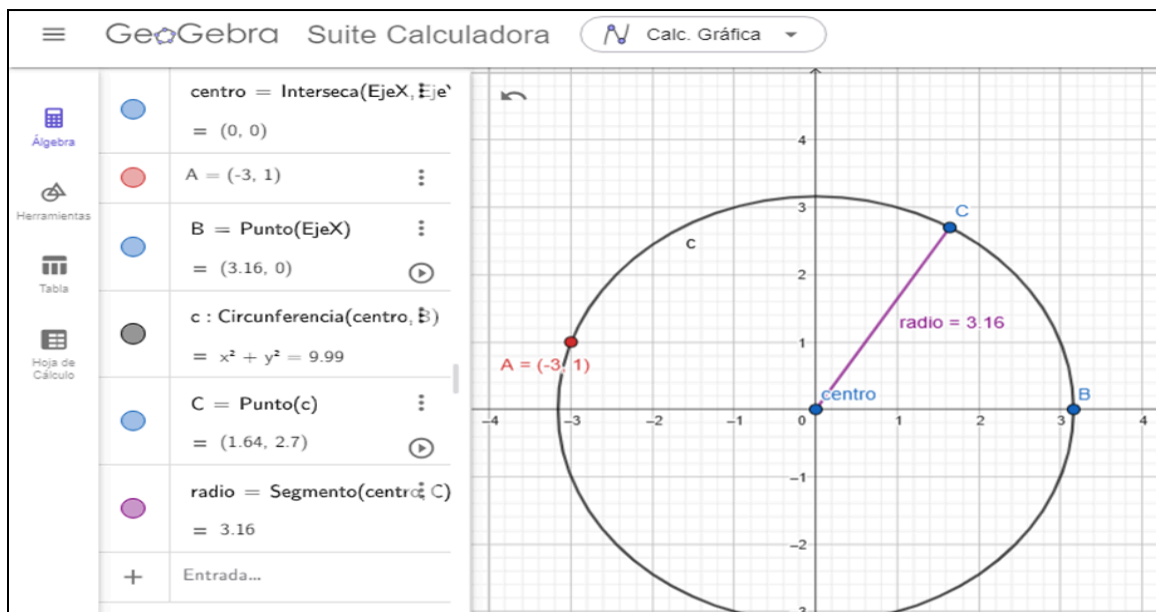 GeoGebra Suite Calculadora Calc. Gráfica
Álgebra
Herramientas
Tabla
Hoja de
Cálculo
centro = Interseca(EjeX, Eje
= (0, 0)
A = (-3, 1)
B = Punto(EjeX)
= (3.16, 0)
c : Circunferencia(centro, B)
= x² + y² = 9.99
C = Punto(c)
= (1.64, 2.7)
radio = Segmento(centro, C)
= 3.16
+ Entrada...
4
3
C
c
2
radio = 3.16
1
A = (-3, 1)
centro
B
-4 -3 -2 -1 0 1 2 3 4
-1
-2
-3